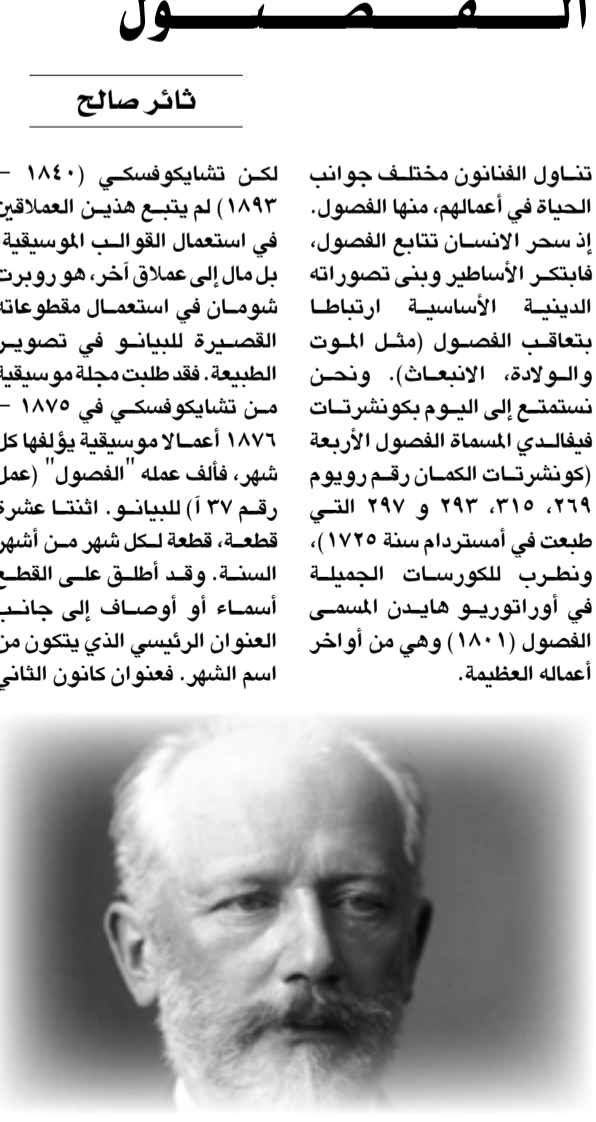 الفصول
ثائر صالح
تناول الفنانون مختلف جوانب
الحياة في أعمالهم، منها الفصول.
إذ سحر الانسان تتابع الفصول،
فابتكر الأساطير وبنى تصوراته
الدينية الأساسية ارتباطا
بتعاقب الفصول (مثل الموت
والولادة، الانبعاث). ونحن
نستمتع إلى اليوم بكونشرتات
فيفالدي المسماة الفصول الأربعة
(كونشرتات الكمان رقم رويوم
٢٦٩، ٣١٥، ٢٩٣ و ٢٩٧ التي
طبعت في أمستردام سنة ١٧٢٥)،
ونطرب للكورسات الجميلة
في أوراتوريو هايدن المسمى
الفصول (١٨٠١) وهي من أواخر
أعماله العظيمة.
لكن تشايكوفسكي (١٨٤٠ –
١٨٩٣) لم يتبع هذين العملاقين
في استعمال القوالب الموسيقية،
بل مال إلى عملاق آخر، هو روبرت
شومان في استعمال مقطوعاته
القصيرة للبيانو في تصوير
الطبيعة. فقد طلبت مجلة موسيقية
من تشايكوفسكي في ١٨٧٥ –
١٨٧٦ أعمالا موسيقية يؤلفها كل
شهر، فألف عمله "الفصول" (عمل
رقم ٣٧ آ) للبيانو. اثنتا عشرة
قطعة، قطعة لكل شهر من أشهر
السنة. وقد أطلق على القطع
أسماء أو أوصاف إلى جانب
العنوان الرئيسي الذي يتكون من
اسم الشهر. فعنوان كانون الثاني